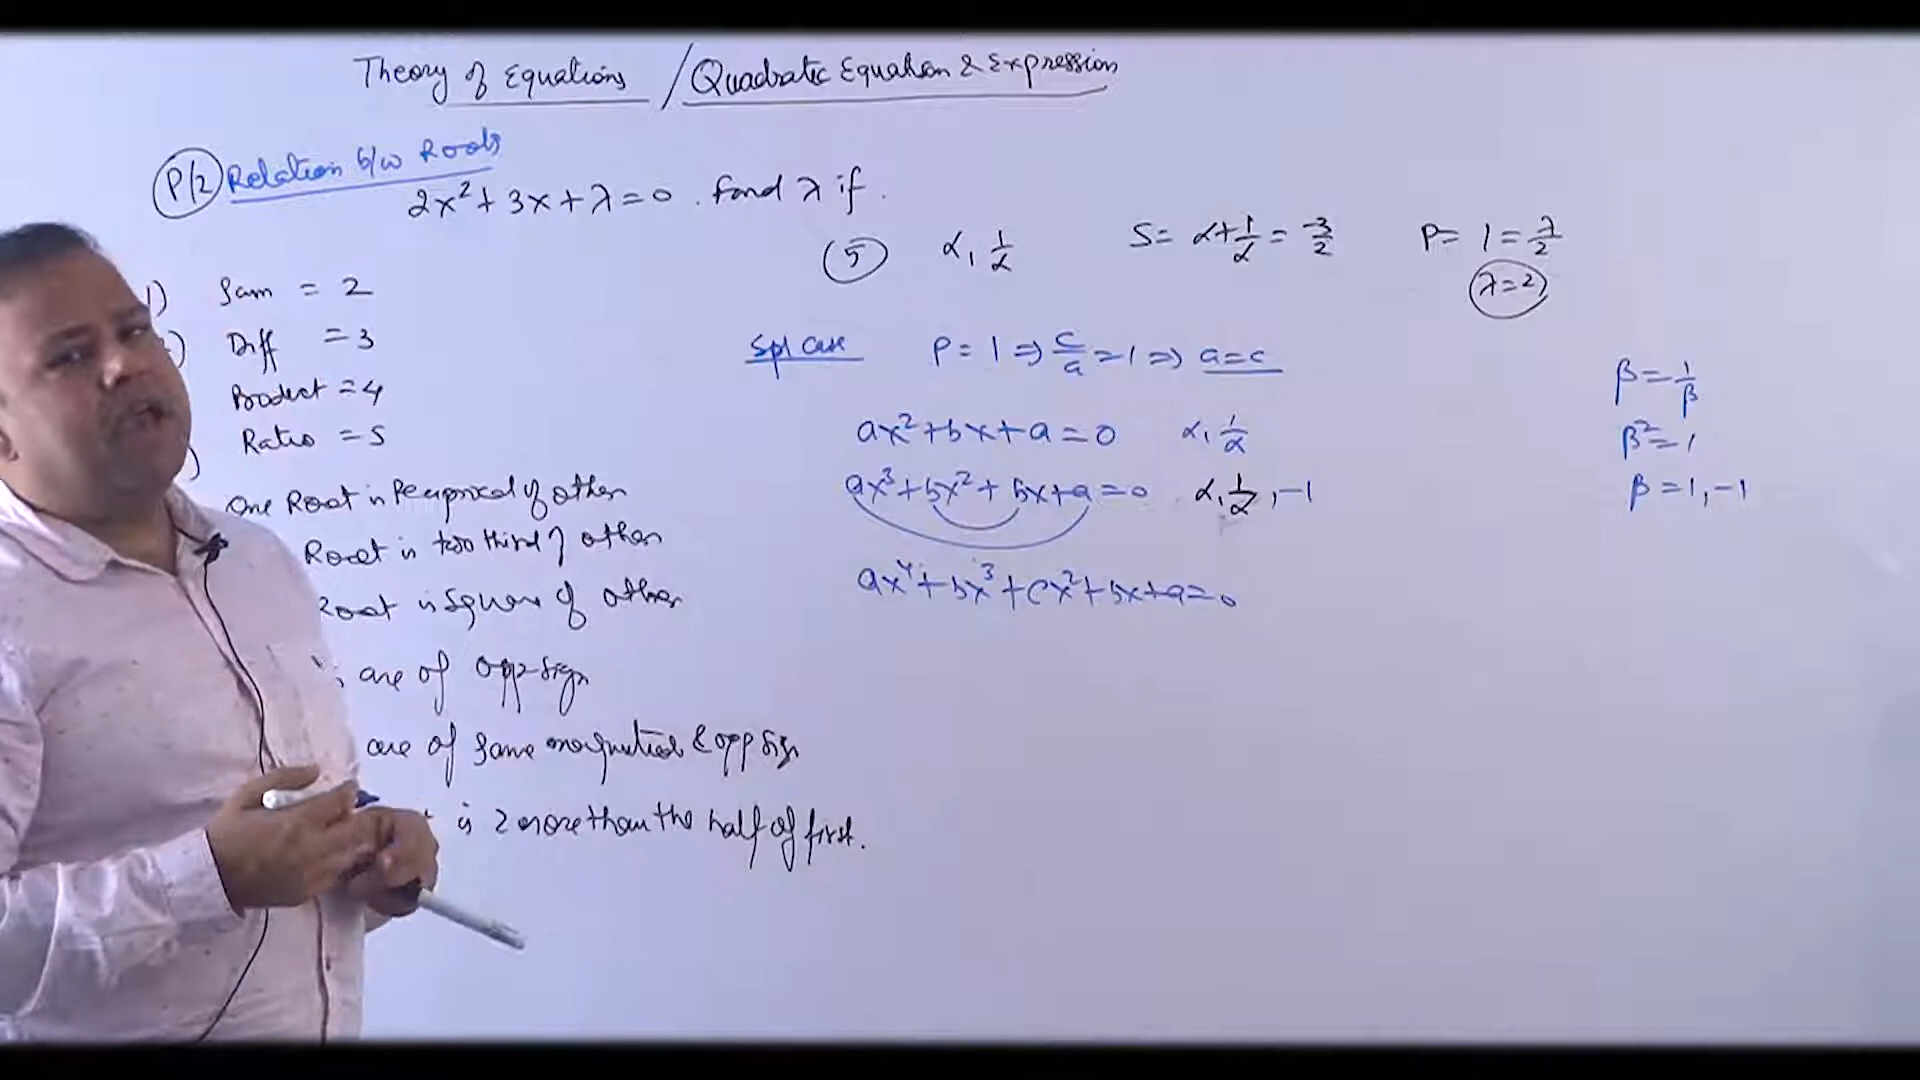 Theory of Equations / Quadratic Equation & Expression
P/2 Relation b/w Roots
2x² + 3x + λ = 0 . Find λ if .
1) Sum = 2
) Diff = 3
Product = 4
) Ratio = 5
One Root is Reciprocal of other
Root is two third of other
Root is Square of other
are of opp sign
are of same magnitude & opp sign
is 2 more than the half of first.
5 α, 1/α S = α + 1/α = -3/2 P = 1 = λ/2
λ = 2
Spl case P = 1 ⇒ c/a = 1 ⇒ a = c
ax² + bx + a = 0 α, 1/α
ax³ + bx² + bx + a = 0 α, 1/α, -1
ax⁴ + bx³ + cx² + bx + a = 0
β = 1/β
β² = 1
β = 1, -1